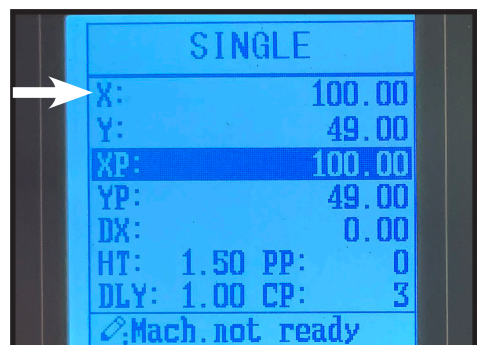 SINGLE
X: 100.00
Y: 49.00
XP: 100.00
YP: 49.00
DX: 0.00
HT: 1.50 PP: 0
DLY: 1.00 CP: 3
:Mach.not ready